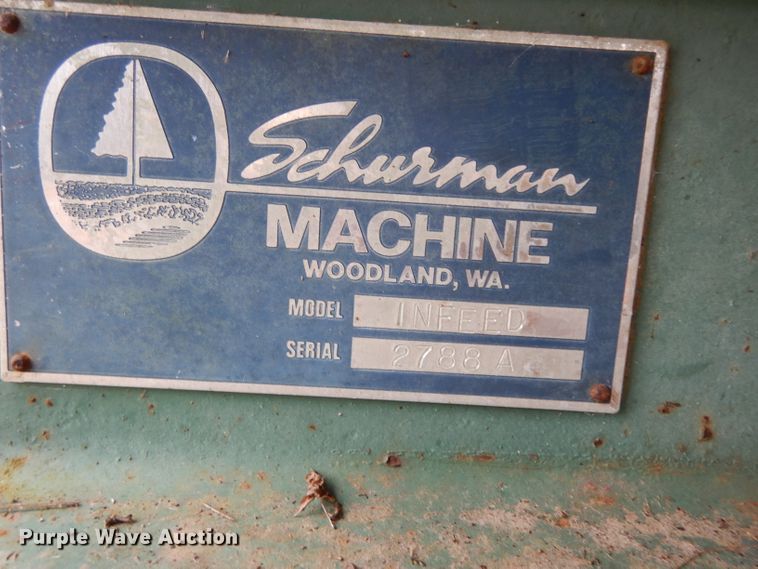 Schurman
MACHINE
WOODLAND, WA.
MODEL INFEED
SERIAL 2788 A
Purple Wave Auction